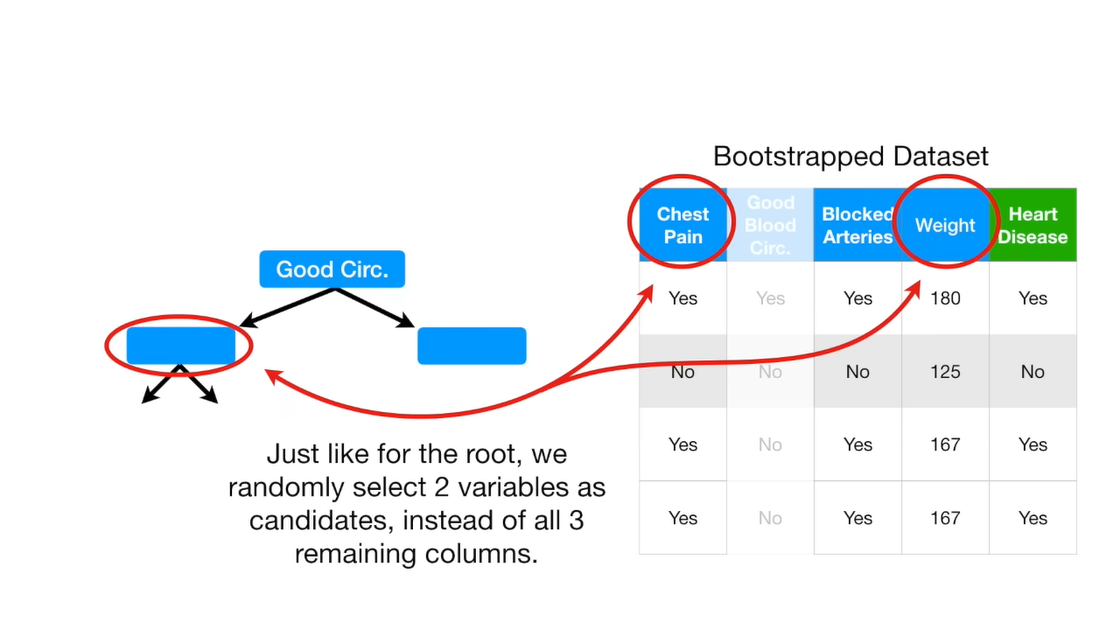 Bootstrapped Dataset
Chest
Pain
Good
Blood
Circ.
Blocked
Arteries
Weight
Heart
Disease
Yes Yes Yes 180 Yes
No No No 125 No
Yes No Yes 167 Yes
Yes No Yes 167 Yes
Good Circ.
Just like for the root, we
randomly select 2 variables as
candidates, instead of all 3
remaining columns.